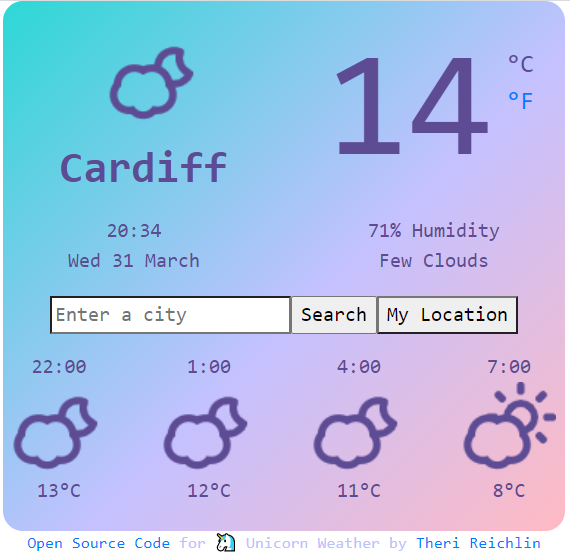 14
°C
°F
Cardiff
20:34
Wed 31 March
71% Humidity
Few Clouds
Enter a city
Search
My Location
22:00 1:00 4:00 7:00
13°C 12°C 11°C 8°C
Open Source Code for 🦄 Unicorn Weather by Theri Reichlin